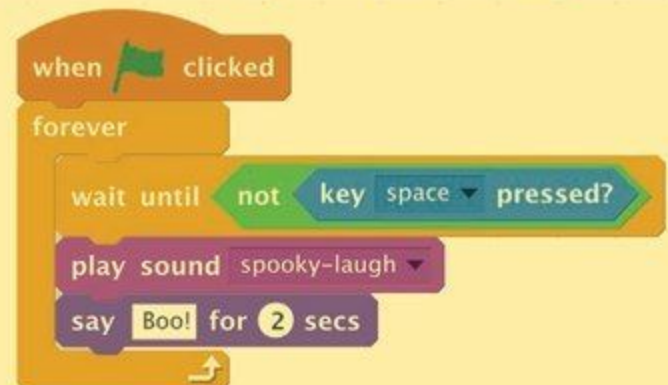 when clicked
forever
wait until not key space pressed?
play sound spooky-laugh
say Boo! for 2 secs